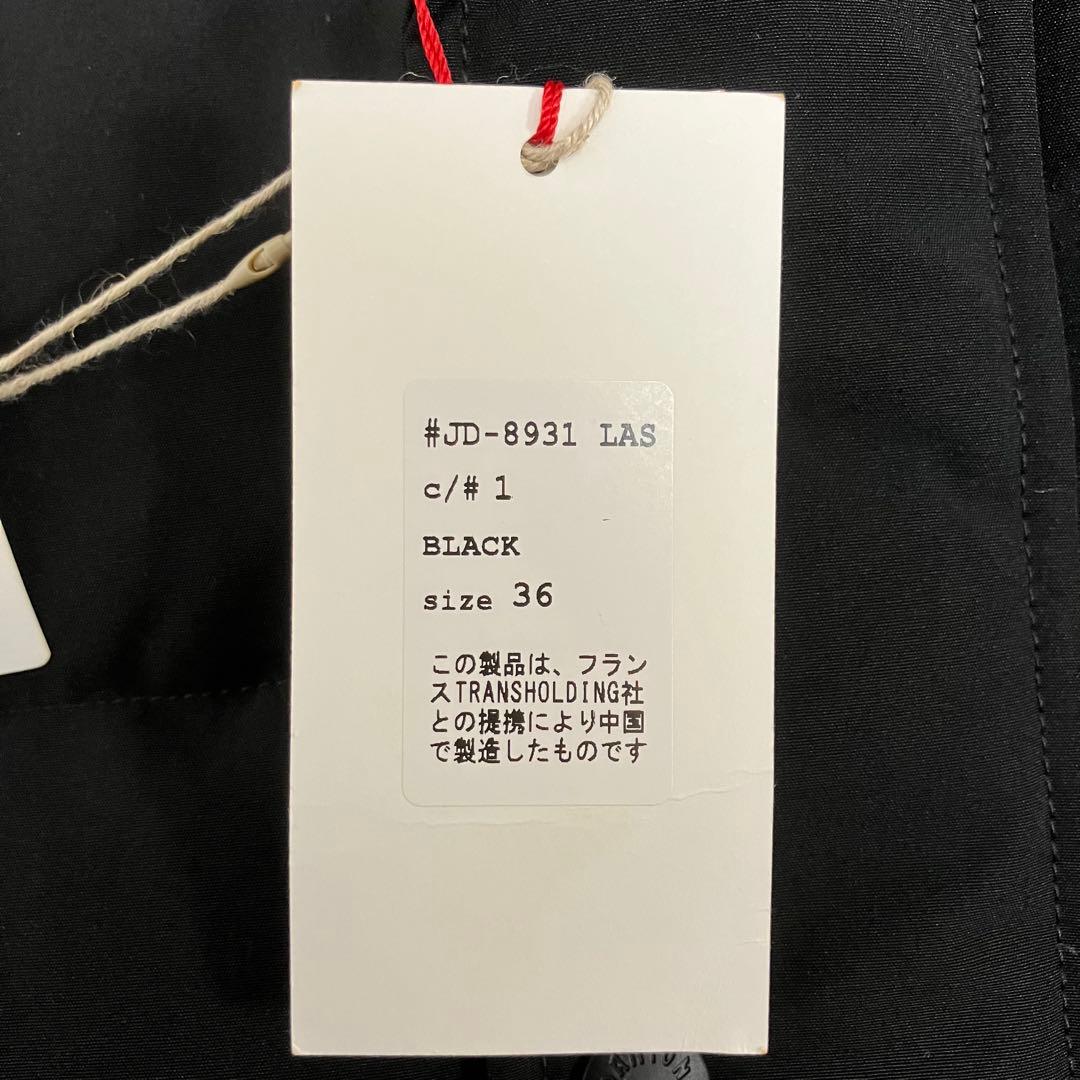 #JD-8931 LAS
c/# 1
BLACK
size 36
この製品は、フラン
スTRANSHOLDING社
との提携により中国
で製造したものです